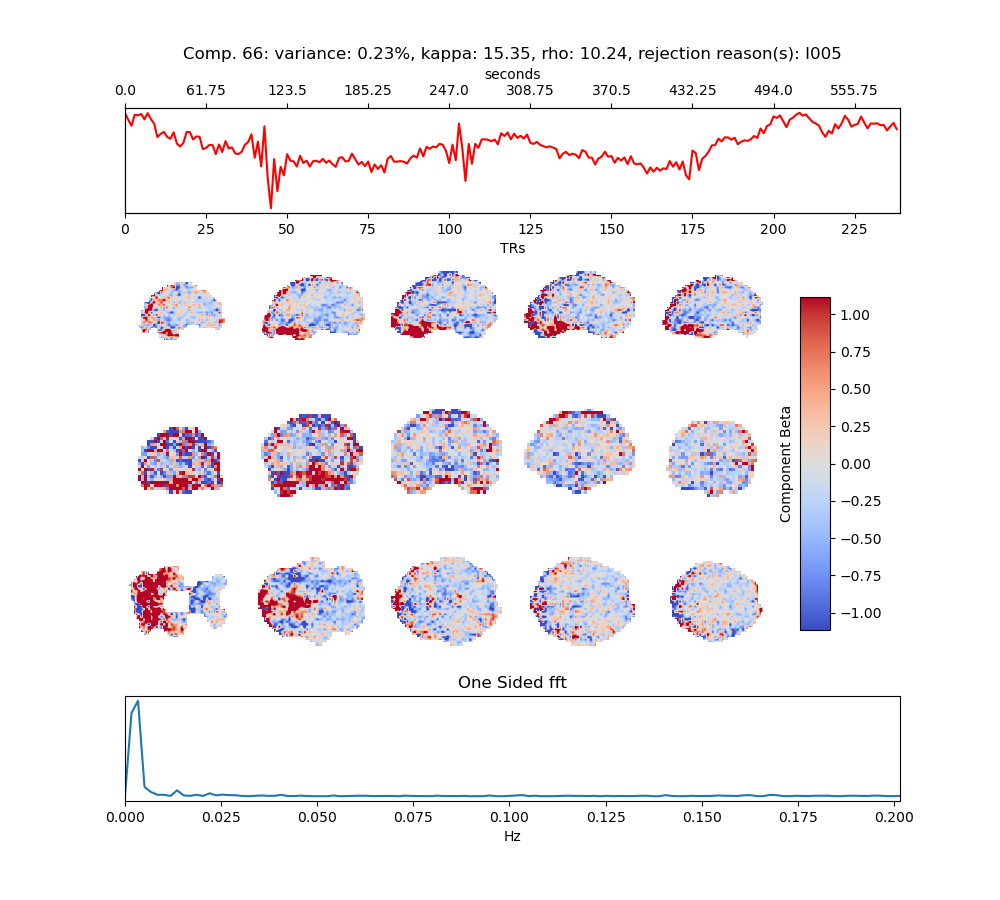 Comp. 66: variance: 0.23%, kappa: 15.35, rho: 10.24, rejection reason(s): I005
seconds
0.0 61.75 123.5 185.25 247.0 308.75 370.5 432.25 494.0 555.75
0 25 50 75 100 125 150 175 200 225
TRs
1.00
0.75
0.50
0.25
0.00
−0.25
−0.50
−0.75
−1.00
Component Beta
One Sided fft
0.000 0.025 0.050 0.075 0.100 0.125 0.150 0.175 0.200
Hz